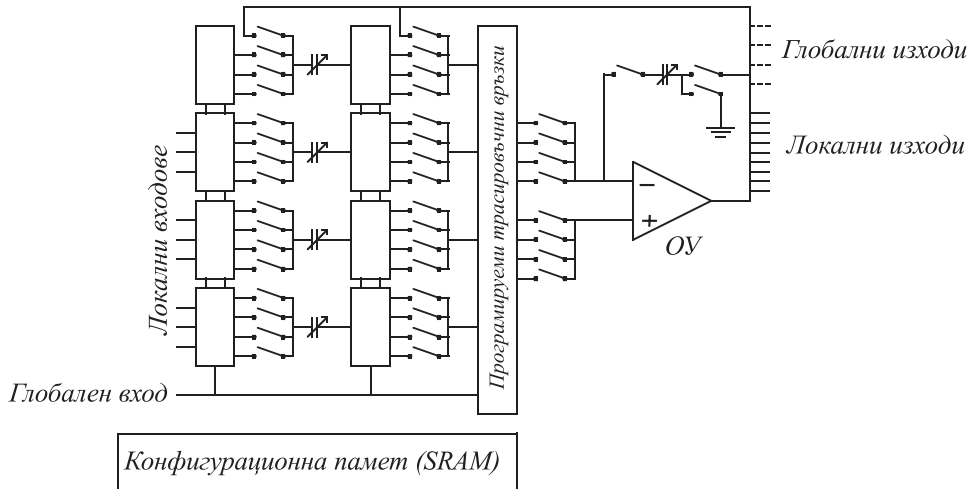 Глобални изходи
Локални изходи
Програмируеми трасировъчни връзки
Локални входове
ОУ
Глобален вход
Конфигурационна памет (SRAM)